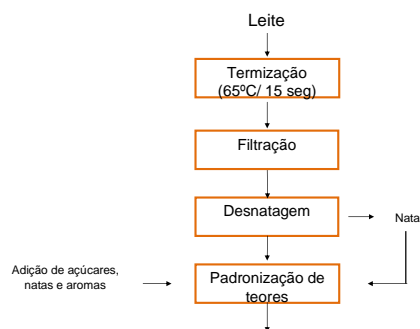 Leite
Termização
(65ºC/ 15 seg)
Filtração
Desnatagem
Nata
Adição de açúcares,
natas e aromas
Padronização de
teores